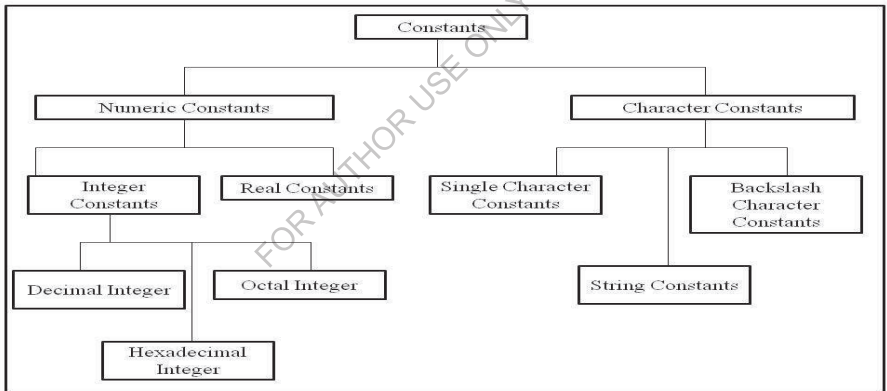 Constants
Numeric Constants
Character Constants
Integer
Constants
Real Constants
Single Character
Constants
Backslash
Character
Constants
Decimal Integer
Octal Integer
String Constants
Hexadecimal
Integer
FOR AUTHOR USE ONLY